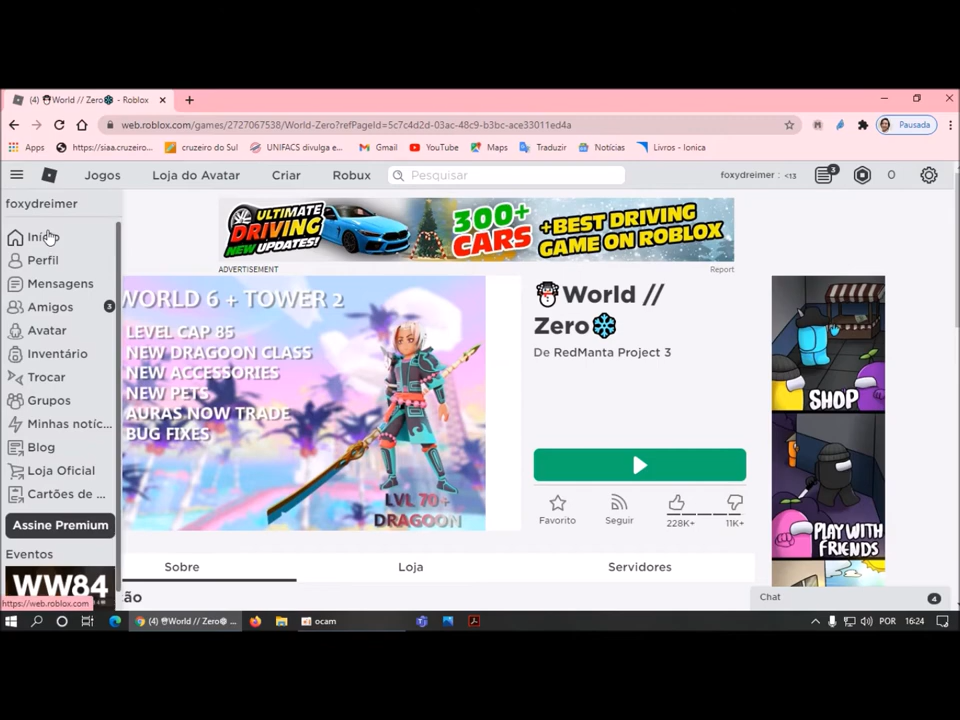 (4) ⛄World // Zero❄ - Roblox
web.roblox.com/games/2727067538/World-Zero?refPageId=5c7c4d2d-03ac-48c9-b3bc-ace33011ed4a
Pausada
Apps
https://siaa.cruzeiro...
cruzeiro do Sul
UNIFACS divulga e...
Gmail
YouTube
Maps
Traduzir
Notícias
Livros - Ionica
Jogos
Loja do Avatar
Criar
Robux
Pesquisar
foxydreimer : <13
3
0
foxydreimer
Início
Perfil
Mensagens
Amigos
3
Avatar
Inventário
Trocar
Grupos
Minhas notíc...
Blog
Loja Oficial
Cartões de ...
Assine Premium
Eventos
WW84
https://web.roblox.com
ULTIMATE
DRIVING
NEW UPDATES!
300+
CARS
+BEST DRIVING
GAME ON ROBLOX
ADVERTISEMENT
Report
WORLD 6 + TOWER 2
LEVEL CAP 85
NEW DRAGOON CLASS
NEW ACCESSORIES
NEW PETS
AURAS NOW TRADE
BUG FIXES
LVL 70+
DRAGOON
⛄World //
Zero❄
De RedManta Project 3
Favorito
Seguir
228K+
11K+
SHOP
PLAY WITH
FRIENDS
Sobre
Loja
Servidores
ão
Chat
4
(4) ⛄World // Zero❄ ...
ocam
POR
16:24